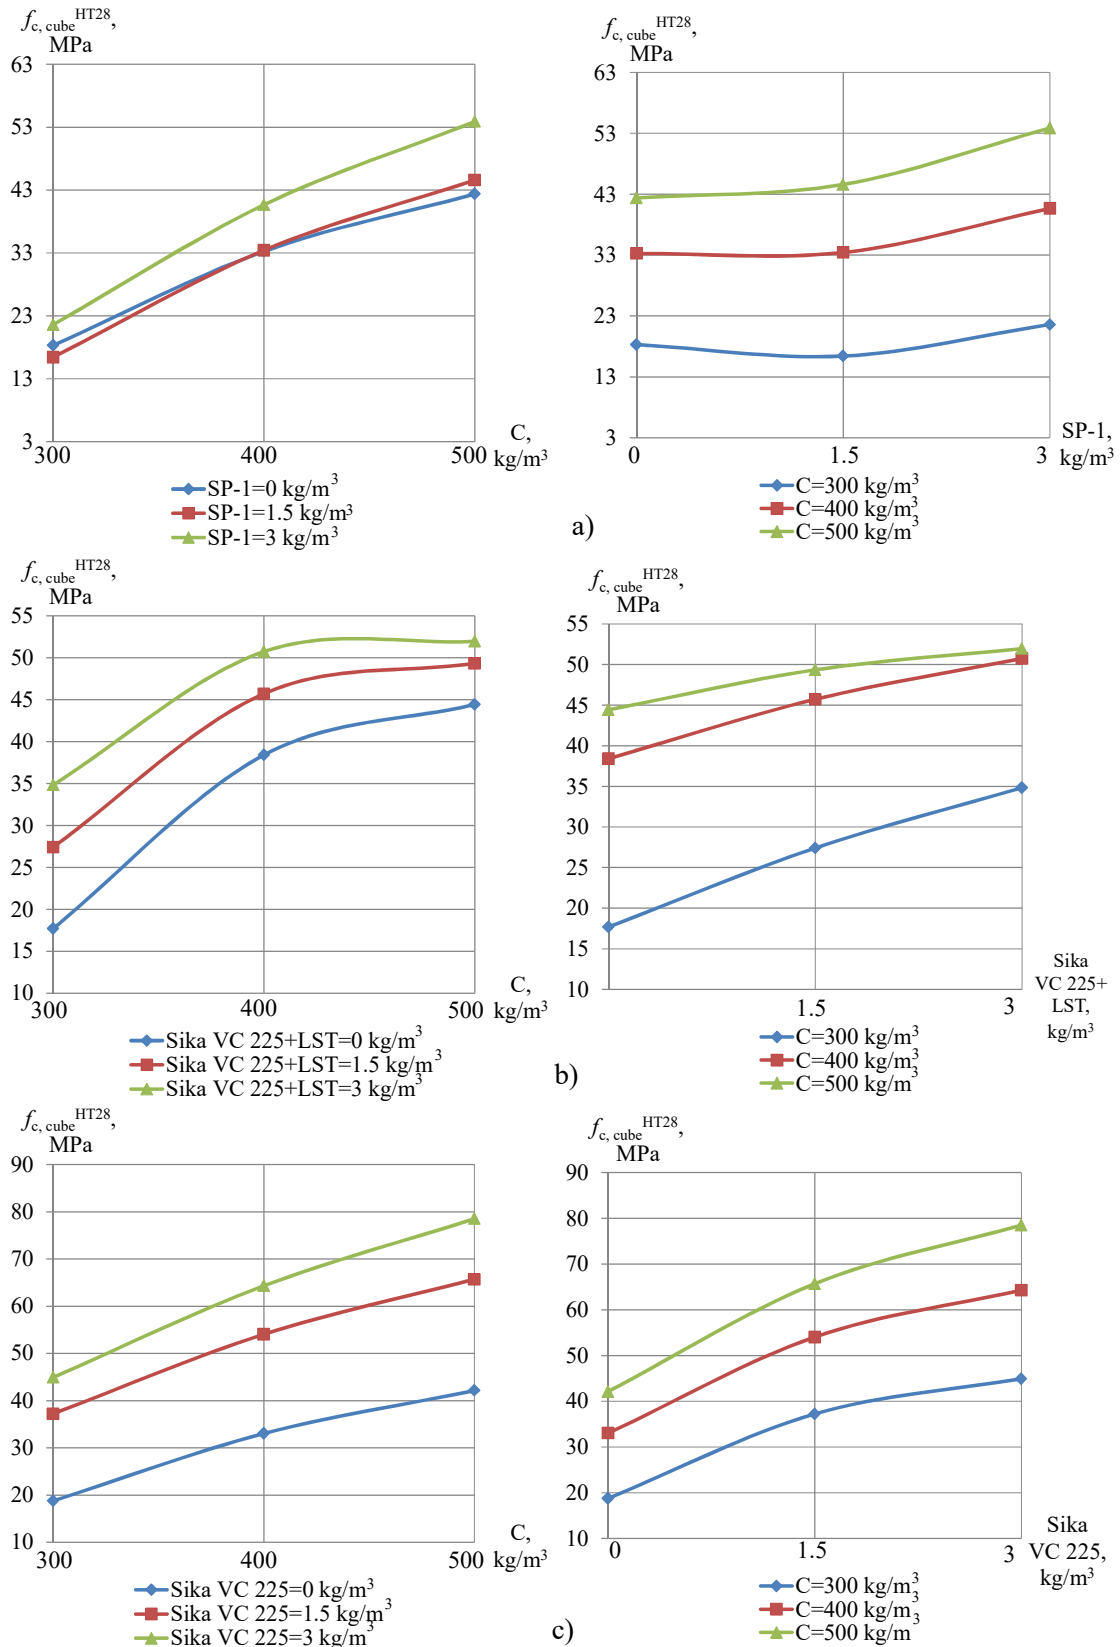 f c, cube HT28,
MPa
63
53
43
33
23
13
3
300
400
500
C,
kg/m³
SP-1=0 kg/m³
SP-1=1.5 kg/m³
SP-1=3 kg/m³
f c, cube HT28,
MPa
63
53
43
33
23
13
3
0
1.5
3
SP-1,
kg/m³
C=300 kg/m³
C=400 kg/m³
C=500 kg/m³
a)
f c, cube HT28,
MPa
55
50
45
40
35
30
25
20
15
10
300
400
500
C,
kg/m³
Sika VC 225+LST=0 kg/m³
Sika VC 225+LST=1.5 kg/m³
Sika VC 225+LST=3 kg/m³
f c, cube HT28,
MPa
55
50
45
40
35
30
25
20
15
10
1.5
3
Sika
VC 225+
LST,
kg/m³
C=300 kg/m³
C=400 kg/m³
C=500 kg/m³
b)
f c, cube HT28,
MPa
90
80
70
60
50
40
30
20
10
300
400
500
C,
kg/m³
Sika VC 225=0 kg/m³
Sika VC 225=1.5 kg/m³
Sika VC 225=3 kg/m³
f c, cube HT28,
MPa
90
80
70
60
50
40
30
20
10
0
1.5
3
Sika
VC 225,
kg/m³
C=300 kg/m³
C=400 kg/m³
C=500 kg/m³
c)